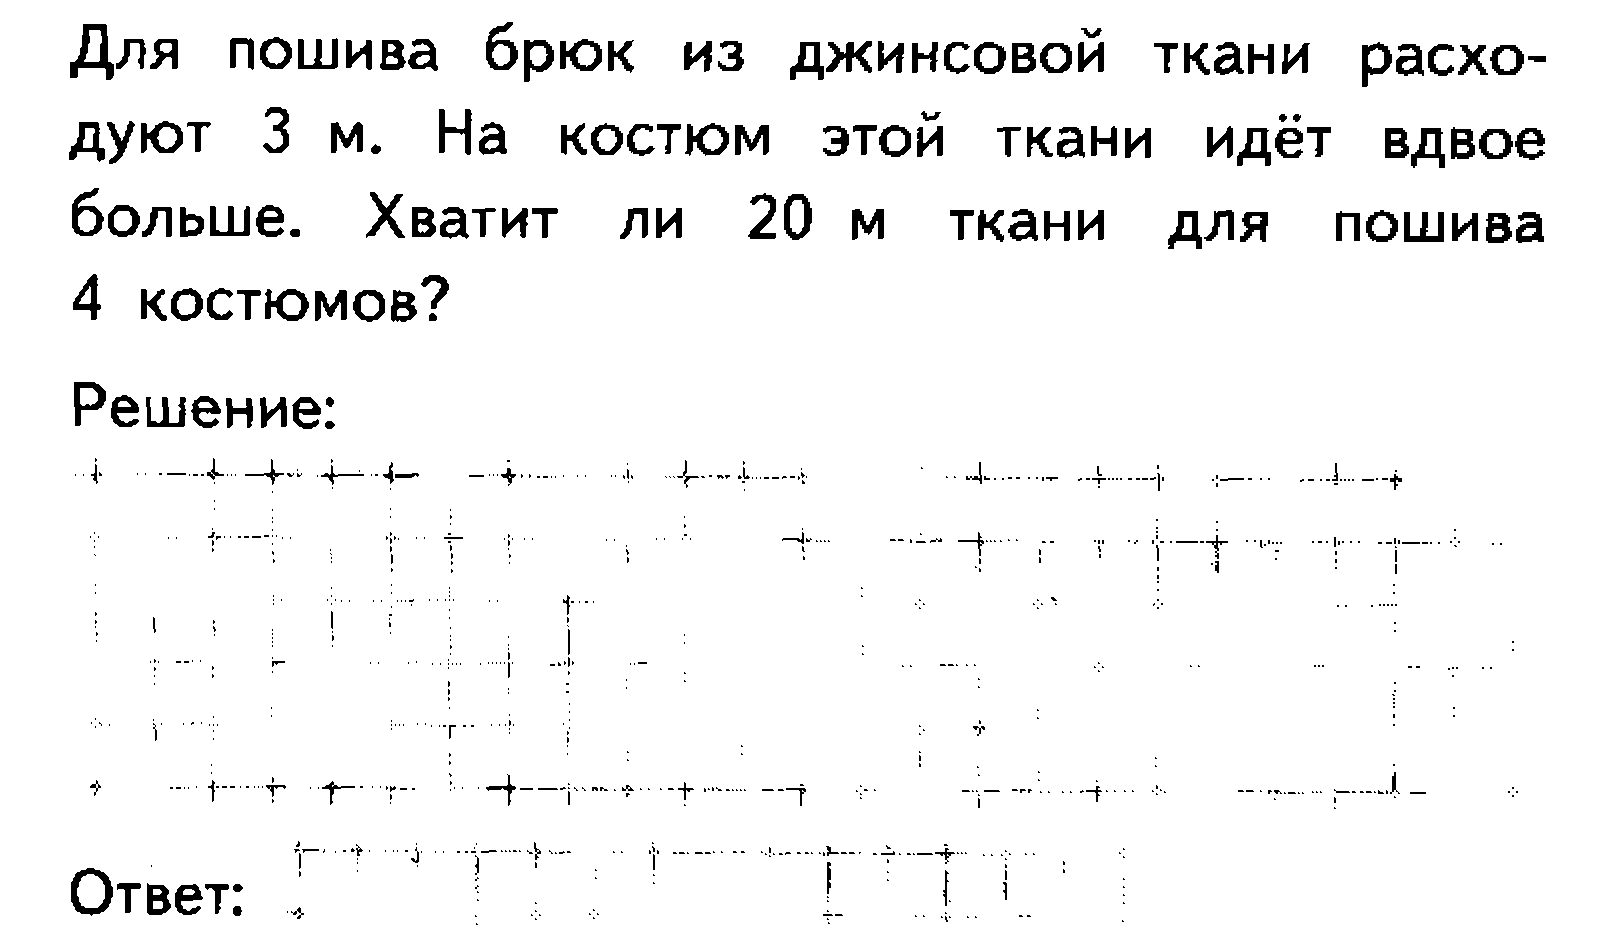 Для пошива брюк из джинсовой ткани расхо-
дуют 3 м. На костюм этой ткани идёт вдвое
больше. Хватит ли 20 м ткани для пошива
4 костюмов?
Решение:
Ответ: